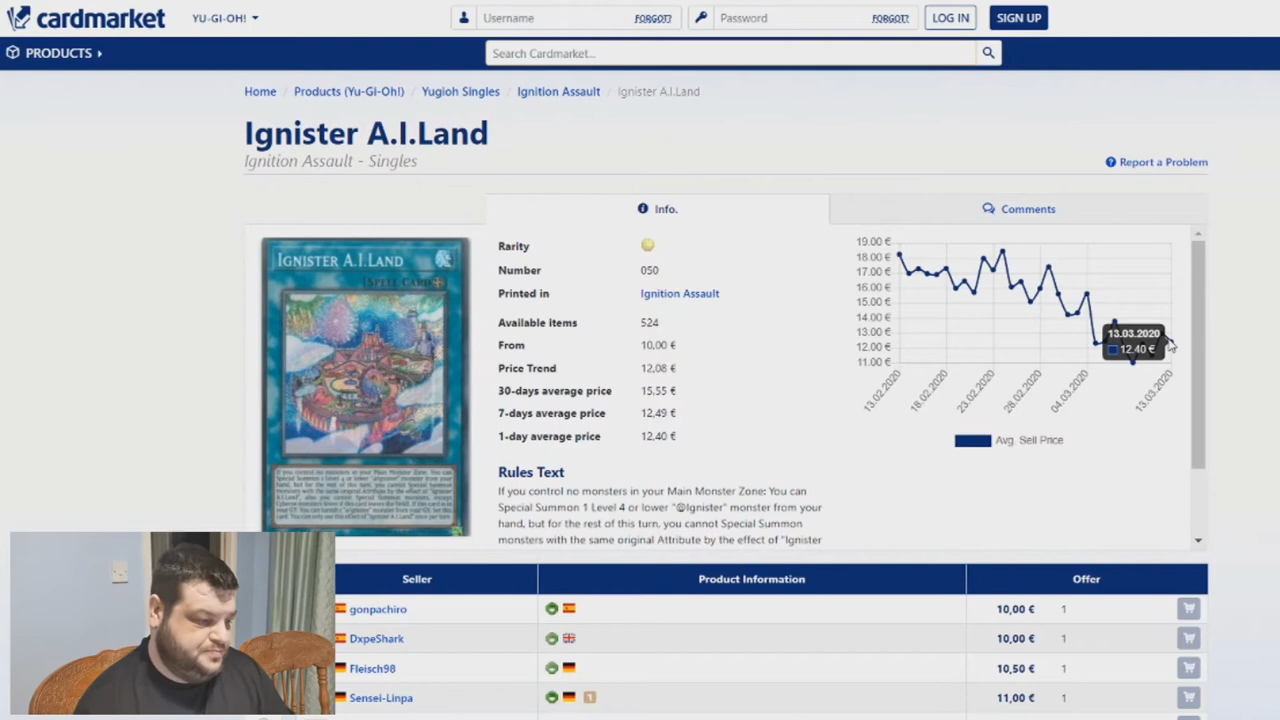 cardmarket
YU-GI-OH!
Username
FORGOT?
Password
FORGOT?
LOG IN
SIGN UP
PRODUCTS
Search Cardmarket...
Home / Products (Yu-Gi-Oh!) / Yugioh Singles / Ignition Assault / Ignister A.I.Land
Ignister A.I.Land
Ignition Assault - Singles
Report a Problem
Info.
Comments
IGNISTER A.I.LAND
[SPELL CARD]
Rarity
Number 050
Printed in Ignition Assault
Available items 524
From 10,00 €
Price Trend 12,08 €
30-days average price 15,55 €
7-days average price 12,49 €
1-day average price 12,40 €
19.00 €
18.00 €
17.00 €
16.00 €
15.00 €
14.00 €
13.00 €
12.00 €
11.00 €
13.03.2020
12.40 €
13.02.2020
18.02.2020
23.02.2020
28.02.2020
04.03.2020
13.03.2020
Avg. Sell Price
Rules Text
If you control no monsters in your Main Monster Zone: You can
Special Summon 1 Level 4 or lower "@Ignister" monster from your
hand, but for the rest of this turn, you cannot Special Summon
monsters with the same original Attribute by the effect of "Ignister
Seller
Product Information
Offer
gonpachiro 10,00 € 1
DxpeShark 10,00 € 1
Fleisch98 10,50 € 1
Sensei-Linpa 1 11,00 € 1